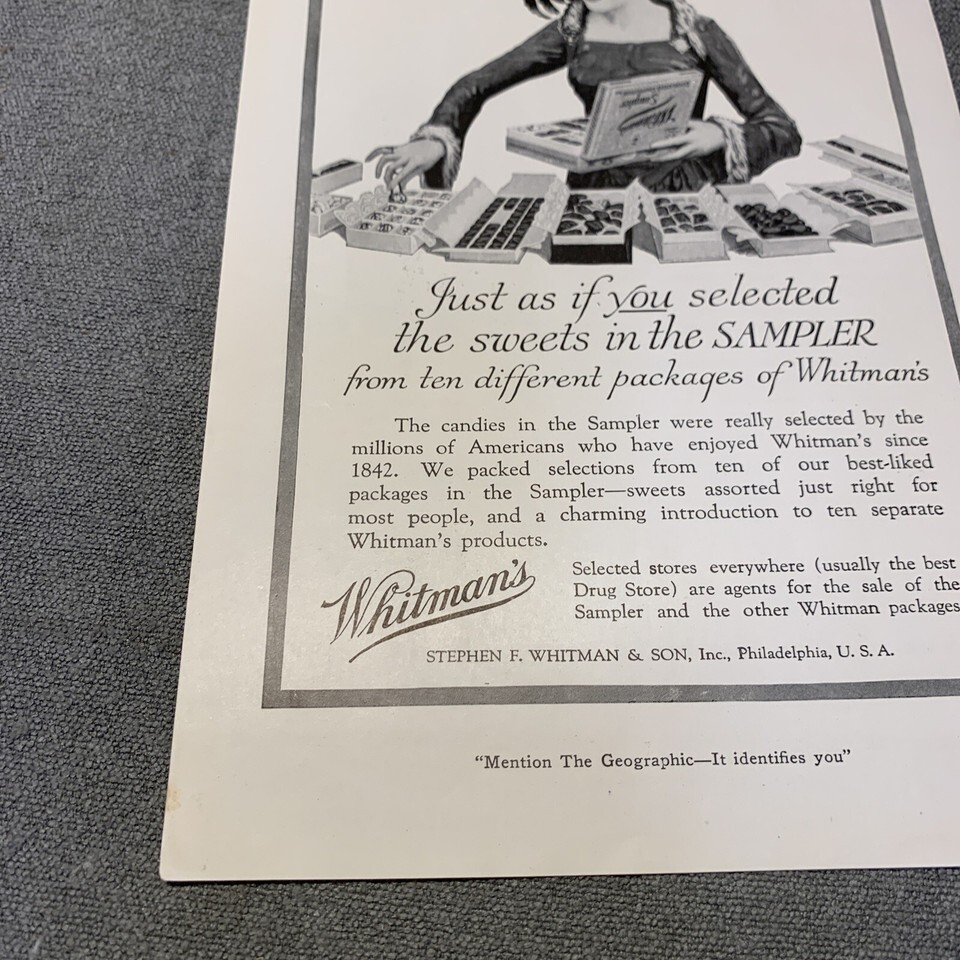 Sampler
Just as if you selected
the sweets in the SAMPLER
from ten different packages of Whitman's
The candies in the Sampler were really selected by the
millions of Americans who have enjoyed Whitman's since
1842. We packed selections from ten of our best-liked
packages in the Sampler—sweets assorted just right for
most people, and a charming introduction to ten separate
Whitman's products.
Whitman's
Selected stores everywhere (usually the best
Drug Store) are agents for the sale of the
Sampler and the other Whitman packages
STEPHEN F. WHITMAN & SON, Inc., Philadelphia, U. S. A.
"Mention The Geographic—It identifies you"